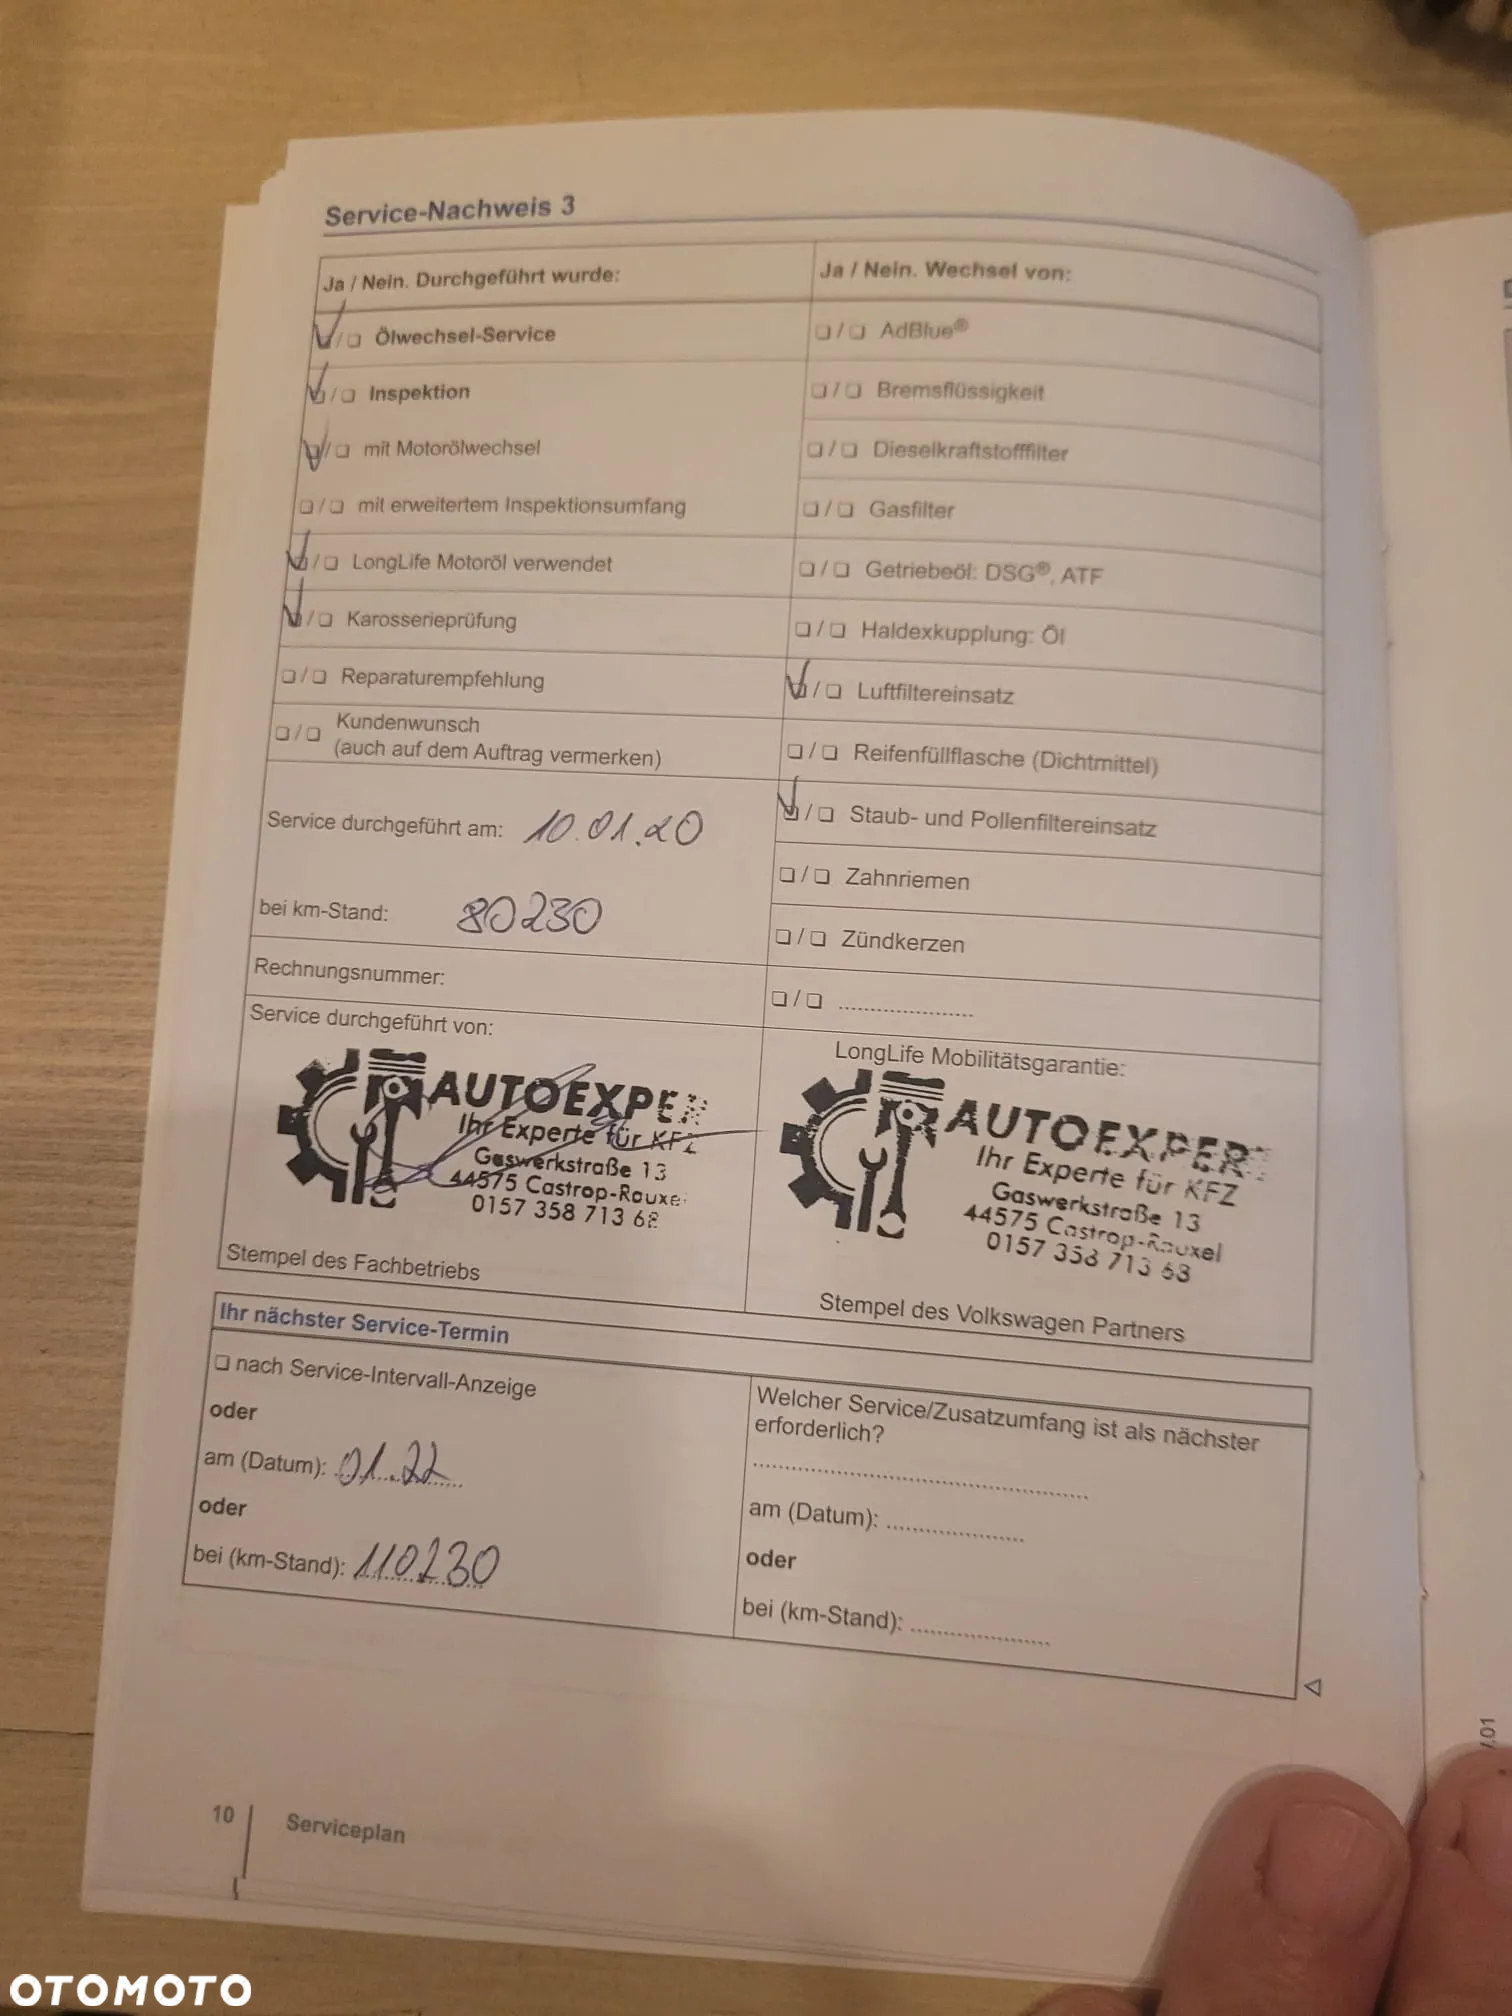 Service-Nachweis 3
Ja / Nein. Durchgeführt wurde:
❏/❏ Ölwechsel-Service
❏/❏ Inspektion
❏/❏ mit Motorölwechsel
❏/❏ mit erweitertem Inspektionsumfang
❏/❏ LongLife Motoröl verwendet
❏/❏ Karosserieprüfung
❏/❏ Reparaturempfehlung
❏/❏ Kundenwunsch
(auch auf dem Auftrag vermerken)
Service durchgeführt am: 10.01.20
bei km-Stand: 80230
Rechnungsnummer:
Service durchgeführt von:
AUTOEXPER
Ihr Experte für KFZ
Gaswerkstraße 13
44575 Castrop-Rauxe
0157 358 713 68
Stempel des Fachbetriebs
Ja / Nein. Wechsel von:
❏/❏ AdBlue®
❏/❏ Bremsflüssigkeit
❏/❏ Dieselkraftstofffilter
❏/❏ Gasfilter
❏/❏ Getriebeöl: DSG®, ATF
❏/❏ Haldexkupplung: Öl
❏/❏ Luftfiltereinsatz
❏/❏ Reifenfüllflasche (Dichtmittel)
❏/❏ Staub- und Pollenfiltereinsatz
❏/❏ Zahnriemen
❏/❏ Zündkerzen
❏/❏ .....................
LongLife Mobilitätsgarantie:
AUTOEXPER
Ihr Experte für KFZ
Gaswerkstraße 13
44575 Castrop-Rauxel
0157 358 713 68
Stempel des Volkswagen Partners
Ihr nächster Service-Termin
❏ nach Service-Intervall-Anzeige
oder
am (Datum): 01.22
oder
bei (km-Stand): 110230
Welcher Service/Zusatzumfang ist als nächster
erforderlich?
..................................................
am (Datum): .....................
oder
bei (km-Stand): .....................
10
Serviceplan
OTOMOTO